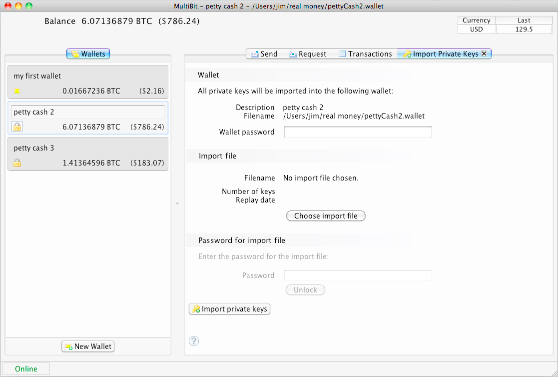 MultiBit - petty cash 2 - /Users/jim/real money/pettyCash2.wallet
Balance 6.07136879 BTC ($786.24)
Currency Last
USD 129.5
Wallets
Send Request Transactions Import Private Keys X
my first wallet
0.01667236 BTC ($2.16)
petty cash 2
6.07136879 BTC ($786.24)
petty cash 3
1.41364596 BTC ($183.07)
New Wallet
Wallet
All private keys will be imported into the following wallet:
Description petty cash 2
Filename /Users/jim/real money/pettyCash2.wallet
Wallet password
Import file
Filename No import file chosen.
Number of keys
Replay date
Choose import file
Password for import file
Enter the password for the import file:
Password
Unlock
Import private keys
?
Online